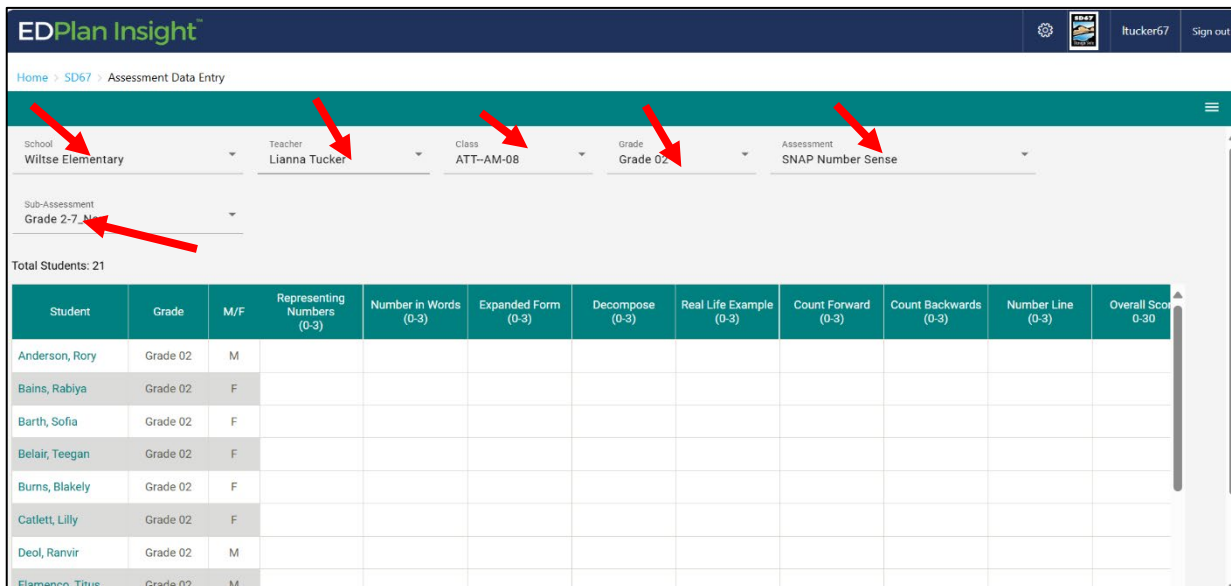 EDPlan Insight™
SD67
ltucker67
Sign out
Home > SD67 > Assessment Data Entry
School
Wiltse Elementary
Teacher
Lianna Tucker
Class
ATT--AM-08
Grade
Grade 02
Assessment
SNAP Number Sense
Sub-Assessment
Grade 2-7_
Total Students: 21
Student Grade M/F Representing Numbers (0-3) Number in Words (0-3) Expanded Form (0-3) Decompose (0-3) Real Life Example (0-3) Count Forward (0-3) Count Backwards (0-3) Number Line (0-3) Overall Scor 0-30
Anderson, Rory Grade 02 M
Bains, Rabiya Grade 02 F
Barth, Sofia Grade 02 F
Belair, Teegan Grade 02 F
Burns, Blakely Grade 02 F
Catlett, Lilly Grade 02 F
Deol, Ranvir Grade 02 M
Flamenco, Titus Grade 02 M